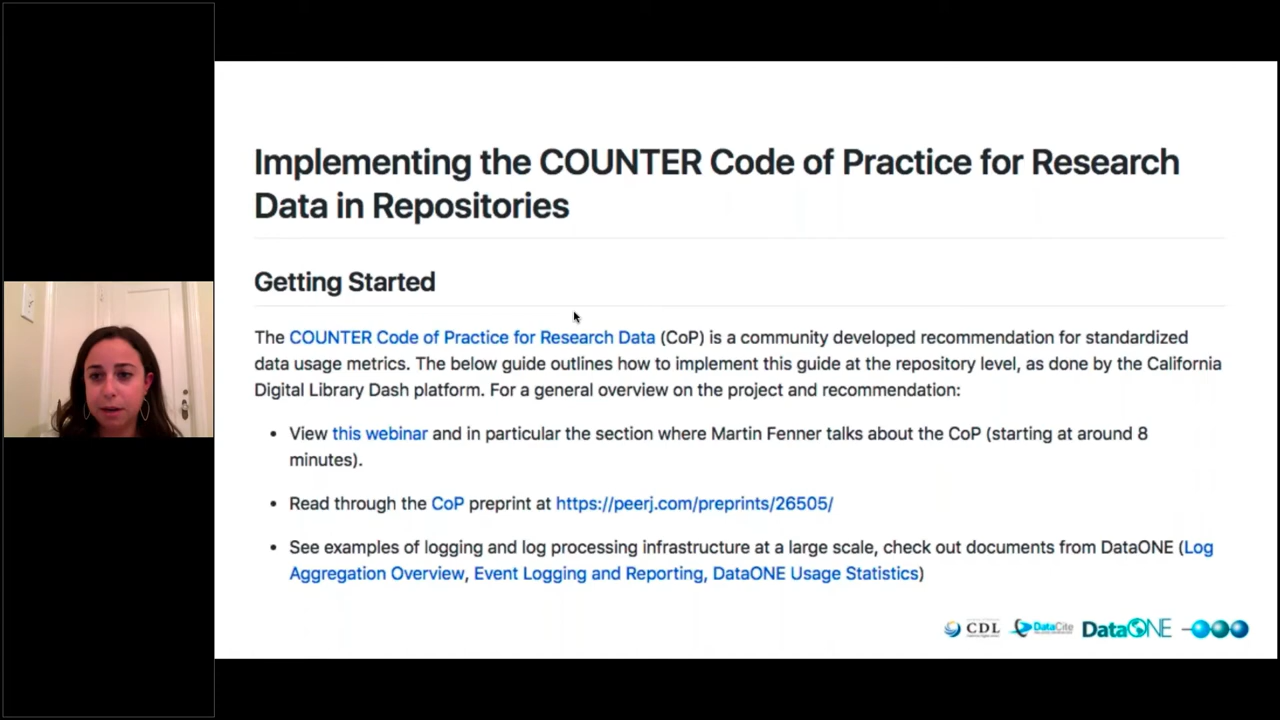 Implementing the COUNTER Code of Practice for Research
Data in Repositories
Getting Started
The COUNTER Code of Practice for Research Data (CoP) is a community developed recommendation for standardized
data usage metrics. The below guide outlines how to implement this guide at the repository level, as done by the California
Digital Library Dash platform. For a general overview on the project and recommendation:
• View this webinar and in particular the section where Martin Fenner talks about the CoP (starting at around 8
minutes).
• Read through the CoP preprint at https://peerj.com/preprints/26505/
• See examples of logging and log processing infrastructure at a large scale, check out documents from DataONE (Log
Aggregation Overview, Event Logging and Reporting, DataONE Usage Statistics)
CDL DataCite DataONE